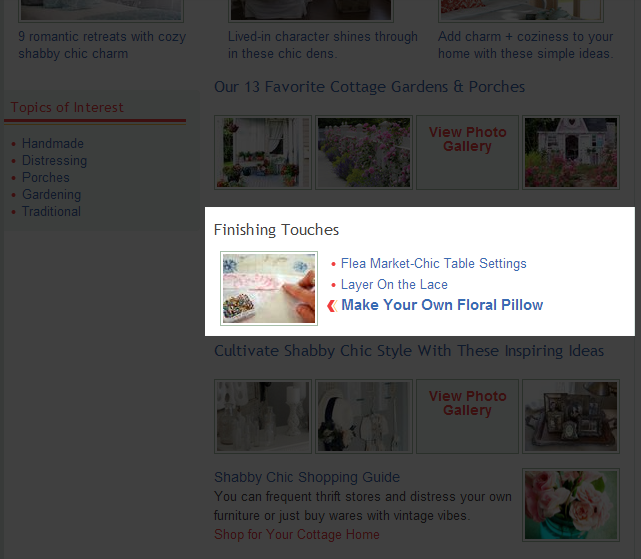 9 romantic retreats with cozy
shabby chic charm
Lived-in character shines through
in these chic dens.
Add charm + coziness to your
home with these simple ideas.
Topics of Interest
• Handmade
• Distressing
• Porches
• Gardening
• Traditional
Our 13 Favorite Cottage Gardens & Porches
View Photo
Gallery
Finishing Touches
• Flea Market-Chic Table Settings
• Layer On the Lace
Make Your Own Floral Pillow
Cultivate Shabby Chic Style With These Inspiring Ideas
View Photo
Gallery
Shabby Chic Shopping Guide
You can frequent thrift stores and distress your own
furniture or just buy wares with vintage vibes.
Shop for Your Cottage Home